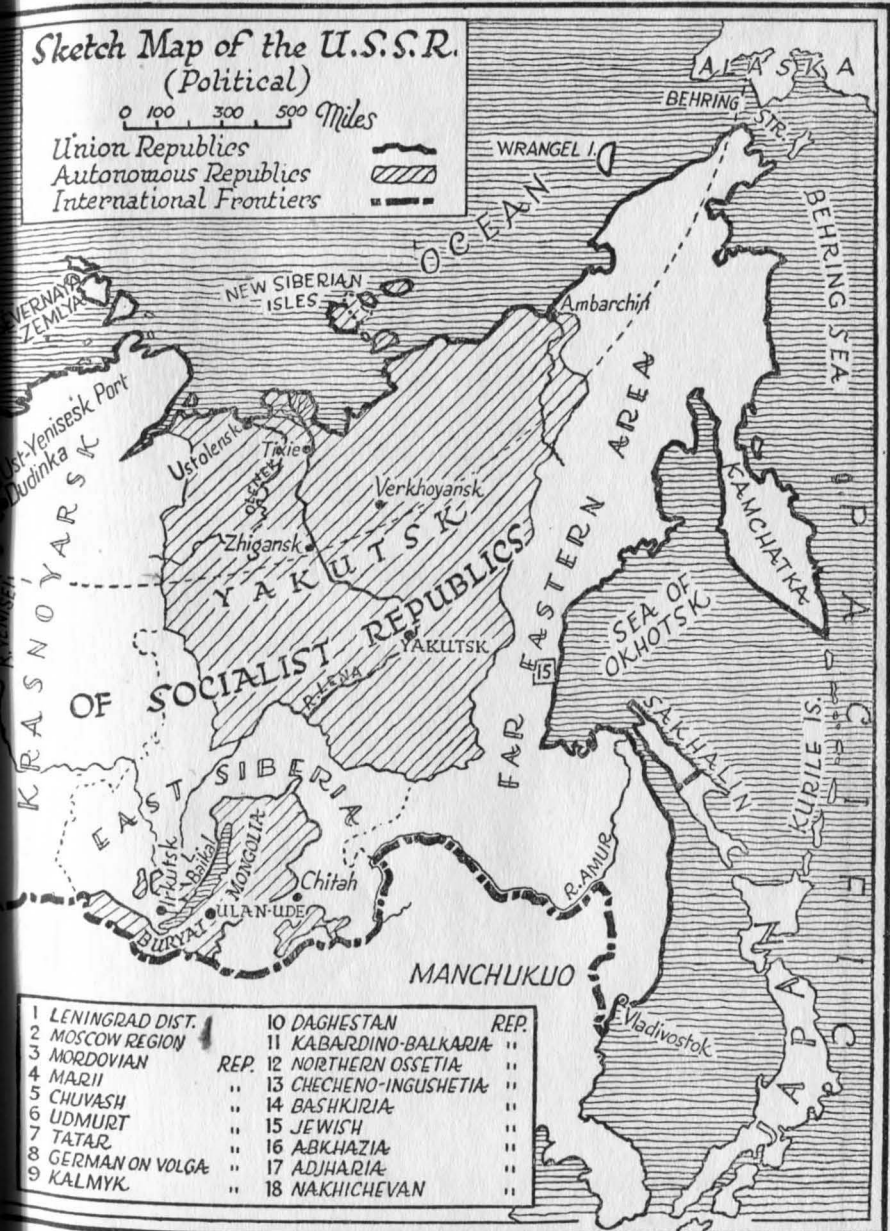 Sketch Map of the U.S.S.R.
(Political)
0 100 300 500 Miles
Union Republics
Autonomous Republics
International Frontiers
ALASKA
BEHRING
STR.
WRANGEL I.
OCEAN
BEHRING SEA
SEVERNAYA
ZEMLYA
NEW SIBERIAN
ISLES
Ambarchik
Ust-Yeniseisk Port
Dudinka
Ustolensk
Tixie
OLENEK
Verkhoyansk
Zhigansk
YAKUTSK
KRASNOYARSK
R. YENISEI
FAR EASTERN AREA
KAMCHATKA
PACIFIC
SEA OF
OKHOTSK
OF SOCIALIST REPUBLICS
YAKUTSK
R. LENA
15
SAKHALIN
KURILE IS.
EAST SIBERIA
Irkutsk
Baikal
BURYAT MONGOLIA
Chitah
ULAN-UDE
R. AMUR
MANCHUKUO
Vladivostok
JAPAN
1 LENINGRAD DIST.
2 MOSCOW REGION
3 MORDOVIAN REP.
4 MARII "
5 CHUVASH "
6 UDMURT "
7 TATAR "
8 GERMAN ON VOLGA "
9 KALMYK "
10 DAGHESTAN REP.
11 KABARDINO-BALKARIA "
12 NORTHERN OSSETIA "
13 CHECHENO-INGUSHETIA "
14 BASHKIRIA "
15 JEWISH "
16 ABKHAZIA "
17 ADJHARIA "
18 NAKHICHEVAN "